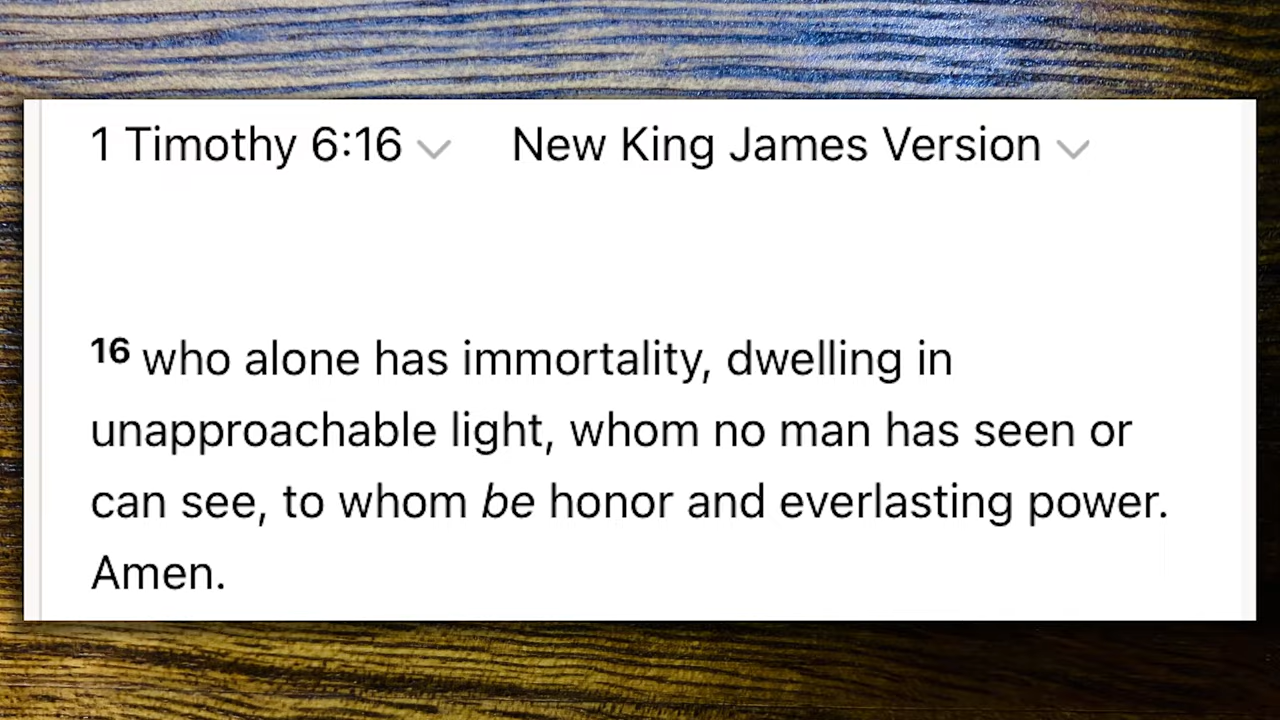 1 Timothy 6:16 New King James Version
16 who alone has immortality, dwelling in
unapproachable light, whom no man has seen or
can see, to whom be honor and everlasting power.
Amen.